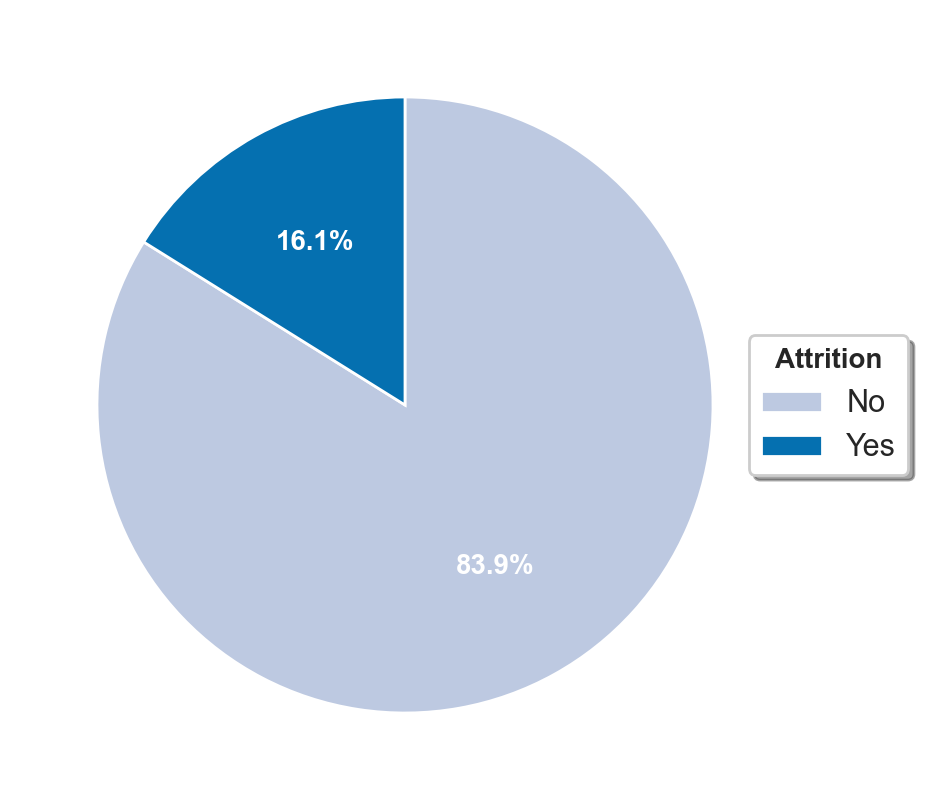 16.1%
Attrition
No
Yes
83.9%